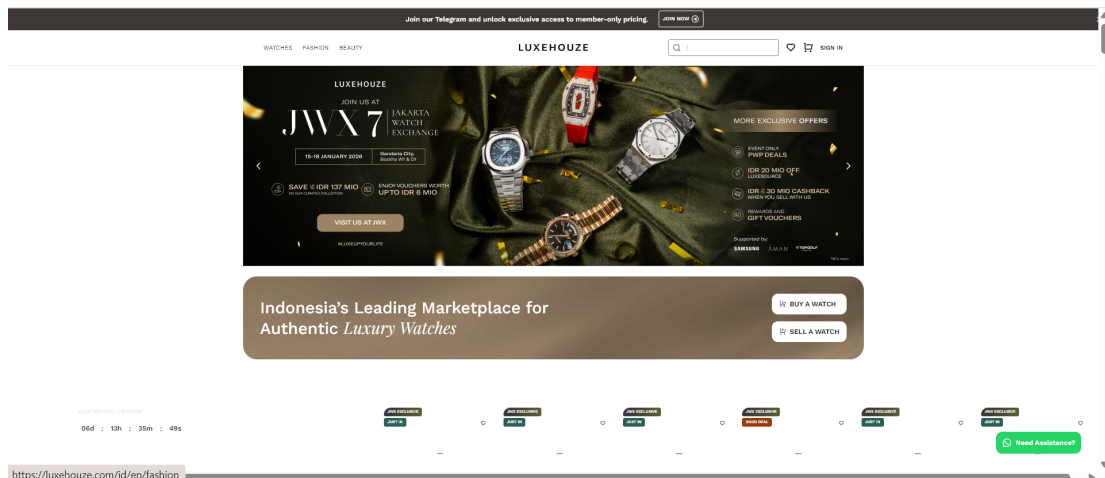 Join our Telegram and unlock exclusive access to member-only pricing.
JOIN NOW
WATCHES FASHION BEAUTY
LUXEHOUZE
SIGN IN
LUXEHOUZE
JOIN US AT
JWX 7
JAKARTA
WATCH
EXCHANGE
15-18 JANUARY 2026
Gandaria City,
Booths W1 & D1
SAVE IDR 137 MIO
ON OUR CURATED COLLECTION
ENJOY VOUCHERS WORTH
UP TO IDR 6 MIO
VISIT US AT JWX
#LUXEUPYOURLIFE
MORE EXCLUSIVE OFFERS
EVENT ONLY
PWP DEALS
IDR 20 MIO OFF
LUXESOURCE
IDR 30 MIO CASHBACK
WHEN YOU SELL WITH US
REWARDS AND
GIFT VOUCHERS
Supported by:
SAMSUNG AMAN TOPGOLF
Indonesia's Leading Marketplace for
Authentic Luxury Watches
BUY A WATCH
SELL A WATCH
06d : 13h : 35m : 49s
JWX EXCLUSIVE
JUST IN
JWX EXCLUSIVE
JUST IN
JWX EXCLUSIVE
JUST IN
JWX EXCLUSIVE
GOOD DEAL
JWX EXCLUSIVE
JUST IN
JWX EXCLUSIVE
JUST IN
Need Assistance?
https://luxehouze.com/id/en/fashion